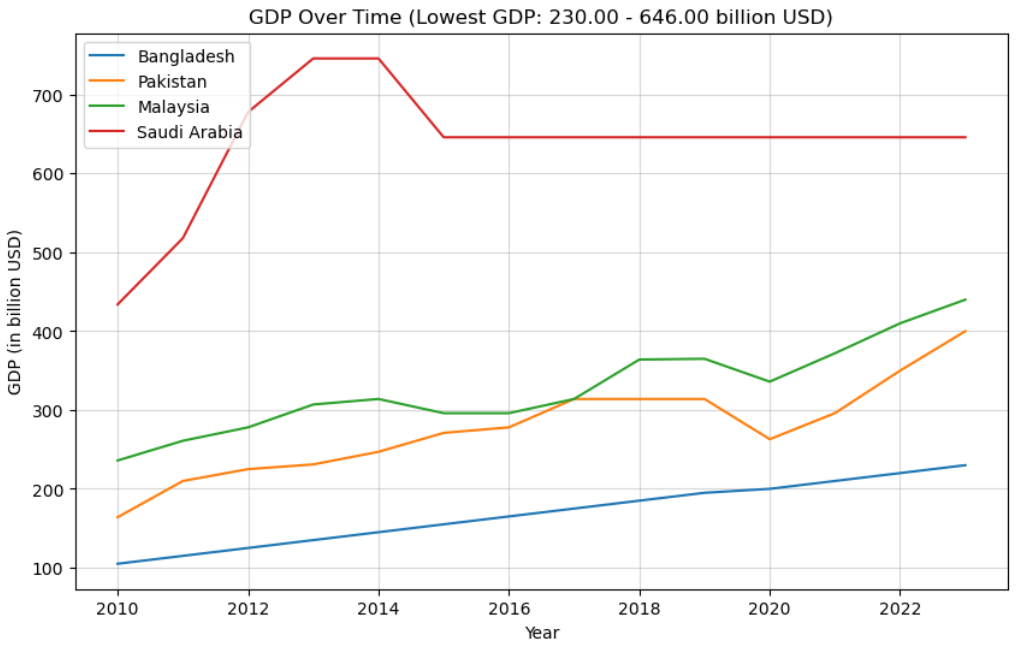 GDP Over Time (Lowest GDP: 230.00 - 646.00 billion USD)
Bangladesh
Pakistan
Malaysia
Saudi Arabia
GDP (in billion USD)
700
600
500
400
300
200
100
2010 2012 2014 2016 2018 2020 2022
Year